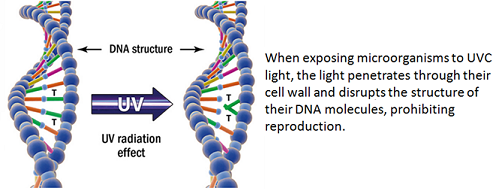 DNA structure
T
T
UV
UV radiation
effect
T
T
When exposing microorganisms to UVC
light, the light penetrates through their
cell wall and disrupts the structure of
their DNA molecules, prohibiting
reproduction.